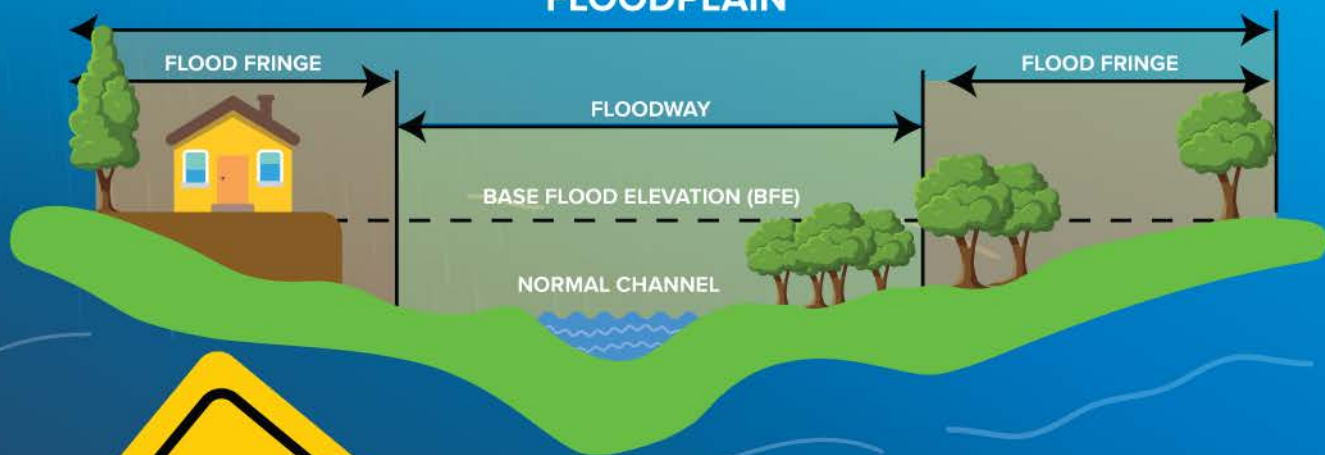 FLOODPLAIN
FLOOD FRINGE
FLOOD FRINGE
FLOODWAY
BASE FLOOD ELEVATION (BFE)
NORMAL CHANNEL